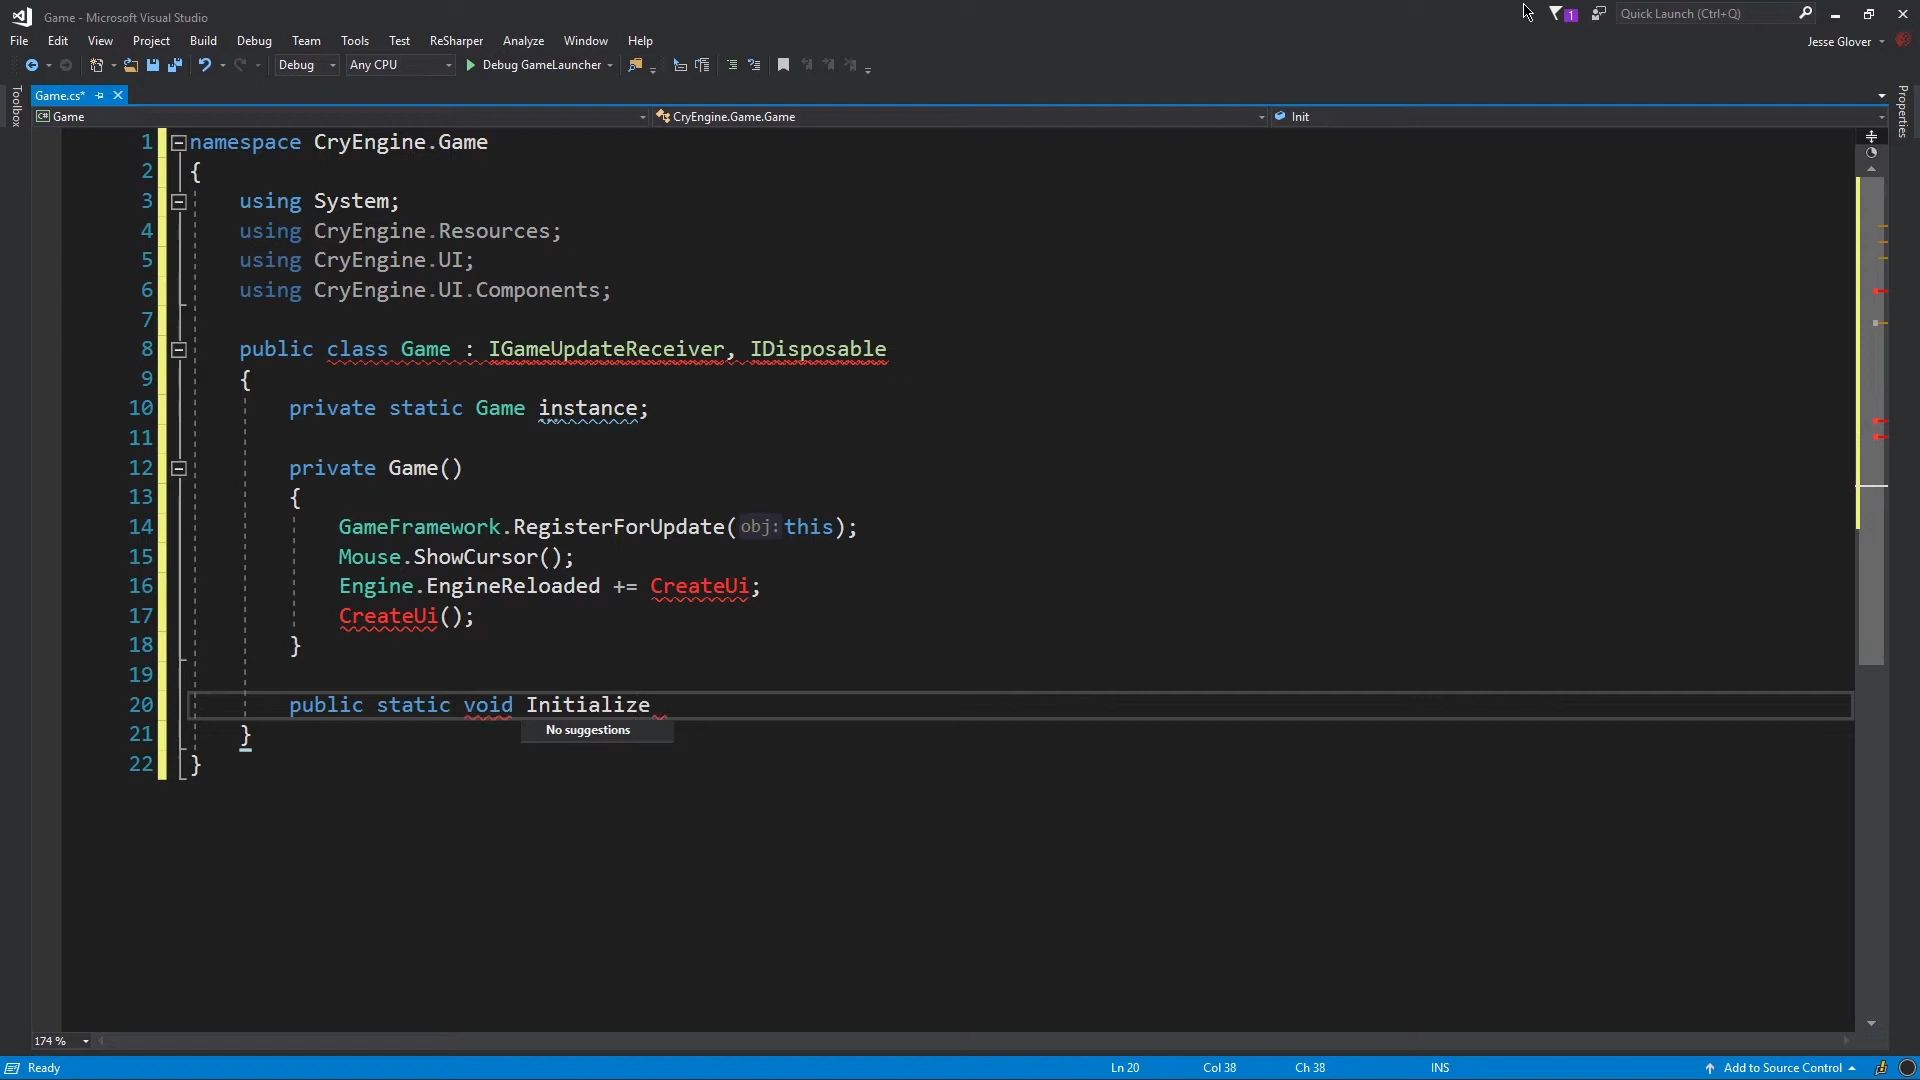 Game - Microsoft Visual Studio
1
Quick Launch (Ctrl+Q)
File Edit View Project Build Debug Team Tools Test ReSharper Analyze Window Help
Jesse Glover
Debug Any CPU Debug GameLauncher
Toolbox
Game.cs*
Properties
C# Game
CryEngine.Game.Game
Init
1 namespace CryEngine.Game
2 {
3 using System;
4 using CryEngine.Resources;
5 using CryEngine.UI;
6 using CryEngine.UI.Components;
7
8 public class Game : IGameUpdateReceiver, IDisposable
9 {
10 private static Game instance;
11
12 private Game()
13 {
14 GameFramework.RegisterForUpdate(obj: this);
15 Mouse.ShowCursor();
16 Engine.EngineReloaded += CreateUi;
17 CreateUi();
18 }
19
20 public static void Initialize
No suggestions
21 }
22 }
174 %
Ready
Ln 20 Col 38 Ch 38 INS
Add to Source Control